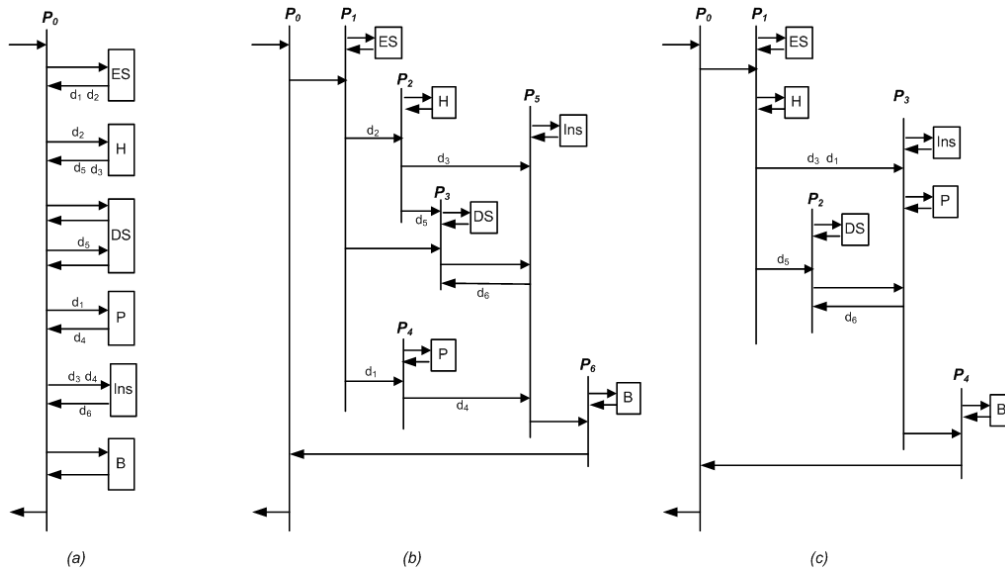 P0
ES
d1 d2
d2
H
d5 d3
DS
d5
d1
P
d4
d3 d4
Ins
d6
B
(a)
P0
P1
ES
P2
H
P5
Ins
d2
d3
P3
DS
d5
d6
P4
P
d1
d4
P6
B
(b)
P0
P1
ES
H
P3
Ins
d3 d1
P
P2
DS
d5
d6
P4
B
(c)